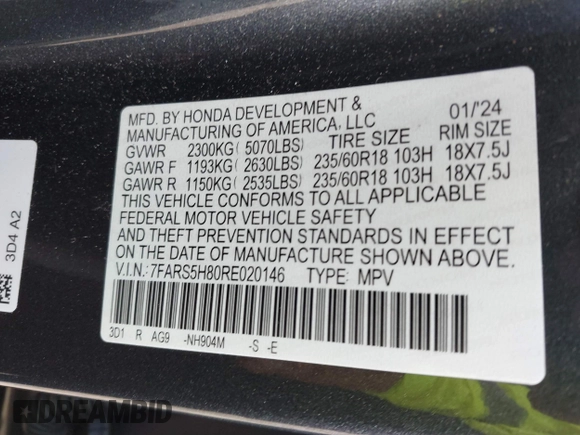 MFD. BY HONDA DEVELOPMENT &
MANUFACTURING OF AMERICA, LLC 01/'24
GVWR 2300KG ( 5070LBS) TIRE SIZE RIM SIZE
GAWR F 1193KG ( 2630LBS) 235/60R18 103H 18X7.5J
GAWR R 1150KG ( 2535LBS) 235/60R18 103H 18X7.5J
THIS VEHICLE CONFORMS TO ALL APPLICABLE
FEDERAL MOTOR VEHICLE SAFETY
AND THEFT PREVENTION STANDARDS IN EFFECT
ON THE DATE OF MANUFACTURE SHOWN ABOVE.
V.I.N.: 7FARS5H80RE020146 TYPE: MPV
3D1 R AG9 -NH904M -S -E
3D4 A2
DREAMBID